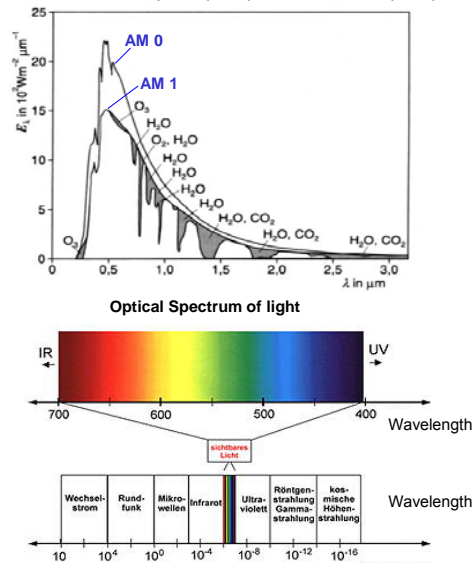 25
AM 0
20
AM 1
15
O₃
H₂O
O₂, H₂O
H₂O
H₂O
10
H₂O
H₂O
5
H₂O, CO₂
H₂O, CO₂
H₂O, CO₂
O₃
0
E_λ in 10²Wm⁻² μm⁻¹
0 0,5 1,0 1,5 2,0 2,5 3,0
λ in μm
Optical Spectrum of light
IR UV
700 600 500 400
Wavelength
sichtbares
Licht
Wechsel-
strom
Rund-
funk
Mikro-
wellen
Infrarot
Ultra-
violett
Röntgen-
strahlung
Gamma-
strahlung
kos-
mische
Höhen-
strahlung
Wavelength
10 10⁴ 10⁰ 10⁻⁴ 10⁻⁸ 10⁻¹² 10⁻¹⁶